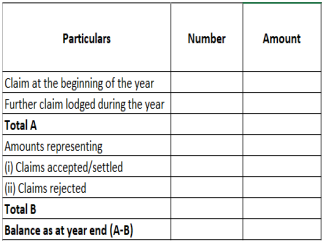 Particulars Number Amount
Claim at the beginning of the year
Further claim lodged during the year
Total A
Amounts representing
(i) Claims accepted/settled
(ii) Claims rejected
Total B
Balance as at year end (A-B)